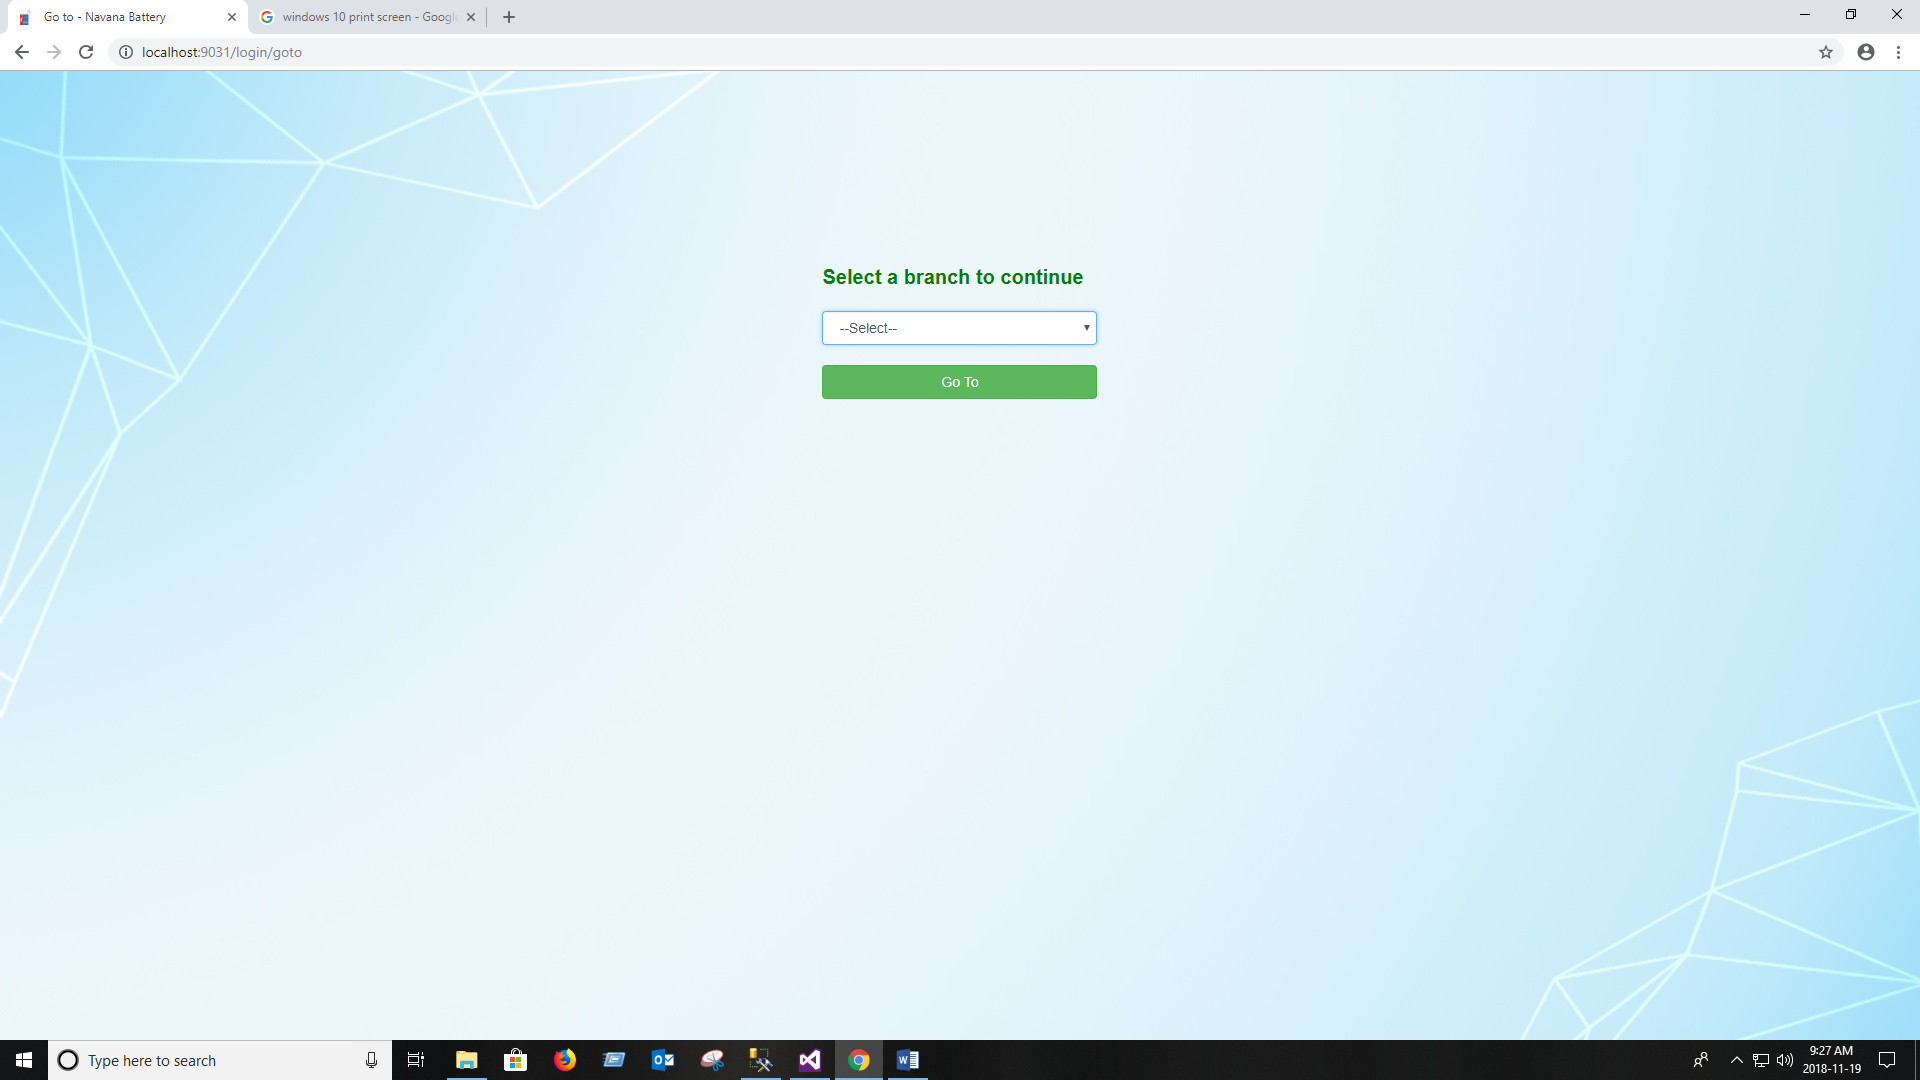 Go to - Navana Battery
windows 10 print screen - Googl
localhost:9031/login/goto
Select a branch to continue
--Select--
Go To
Type here to search
9:27 AM
2018-11-19